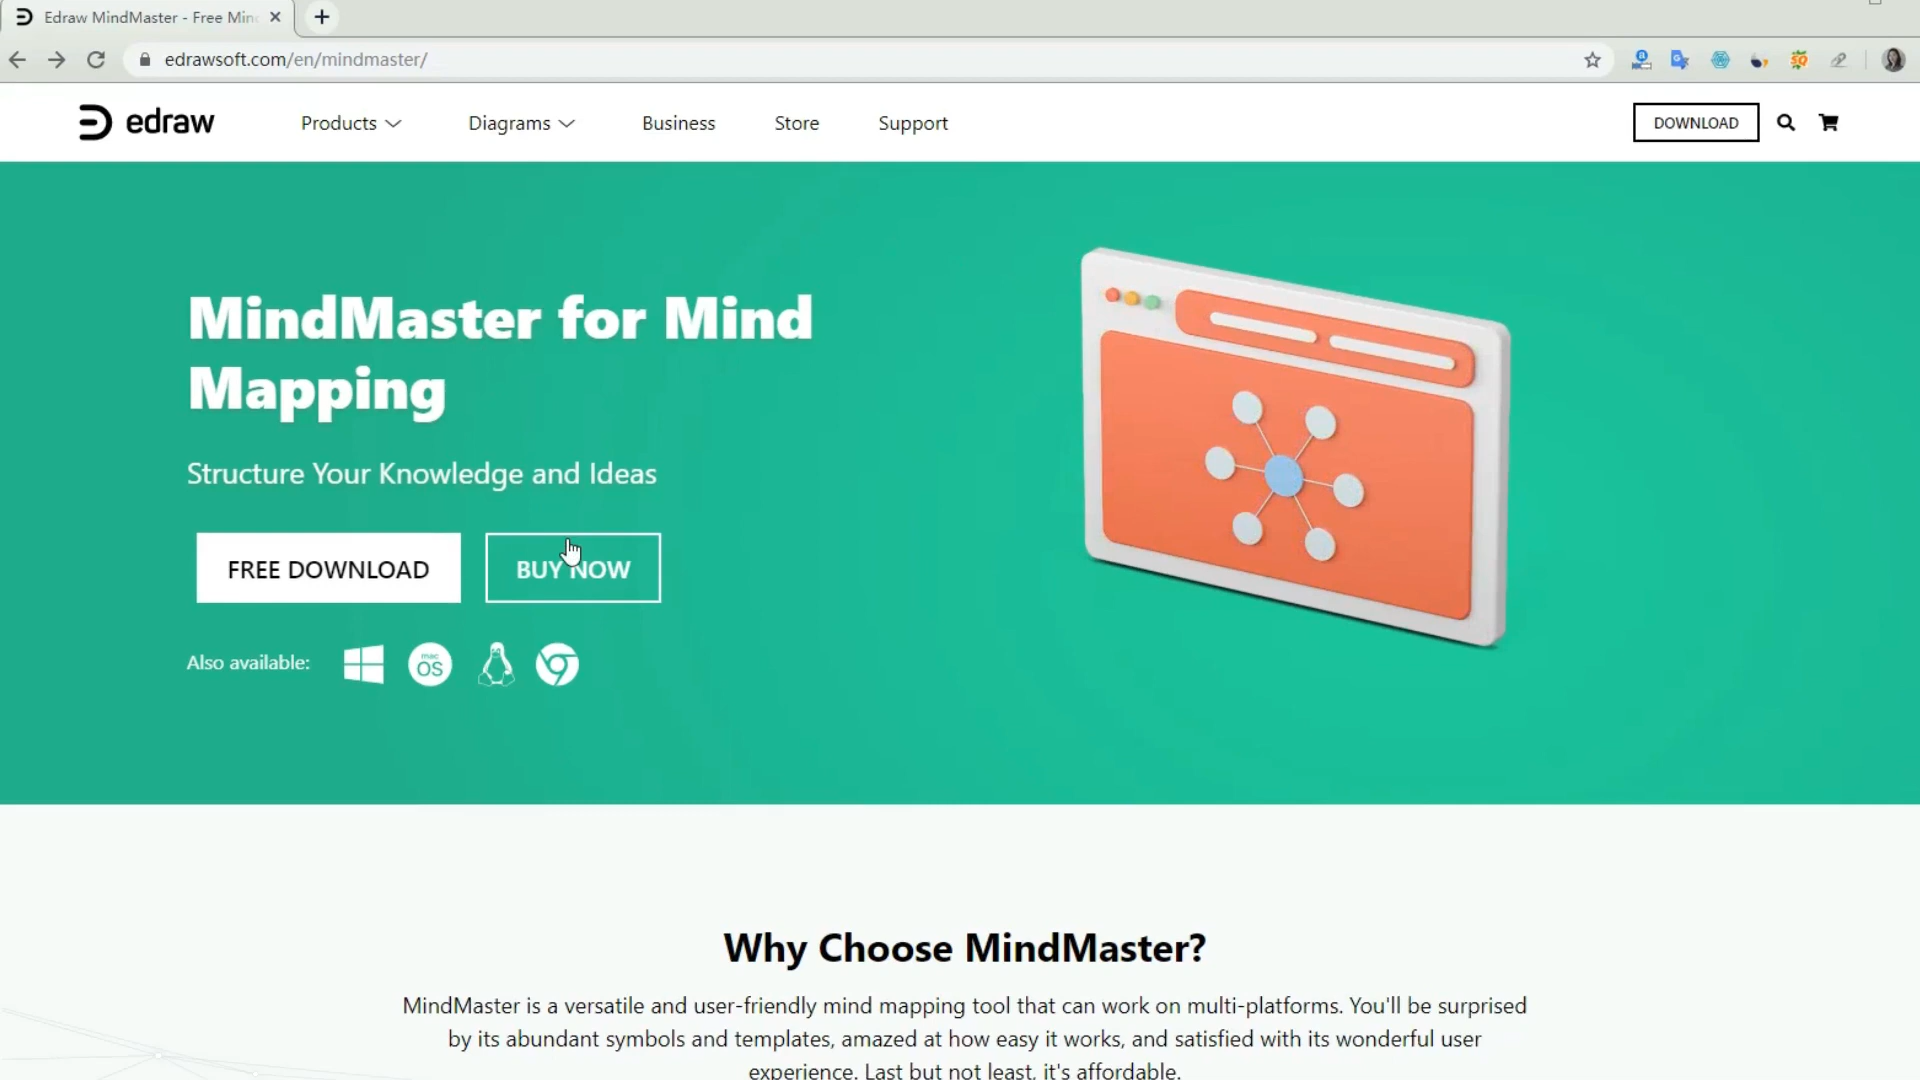 Edraw MindMaster - Free Min
edrawsoft.com/en/mindmaster/
edraw
Products
Diagrams
Business
Store
Support
DOWNLOAD
MindMaster for Mind
Mapping
Structure Your Knowledge and Ideas
FREE DOWNLOAD
BUY NOW
Also available:
mac
OS
Why Choose MindMaster?
MindMaster is a versatile and user-friendly mind mapping tool that can work on multi-platforms. You'll be surprised
by its abundant symbols and templates, amazed at how easy it works, and satisfied with its wonderful user
experience. Last but not least, it's affordable.